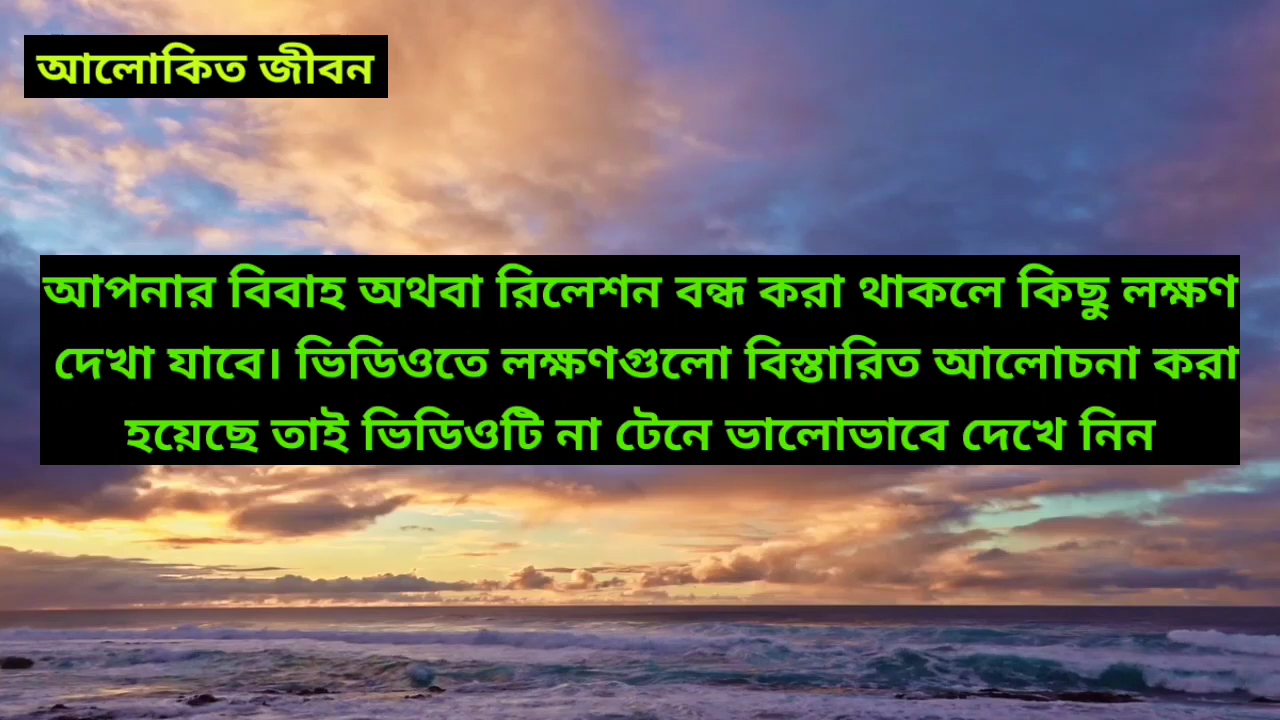 আলোকিত জীবন
আপনার বিবাহ অথবা রিলেশন বন্ধ করা থাকলে কিছু লক্ষণ
দেখা যাবে। ভিডিওতে লক্ষণগুলো বিস্তারিত আলোচনা করা
হয়েছে তাই ভিডিওটি না টেনে ভালোভাবে দেখে নিন